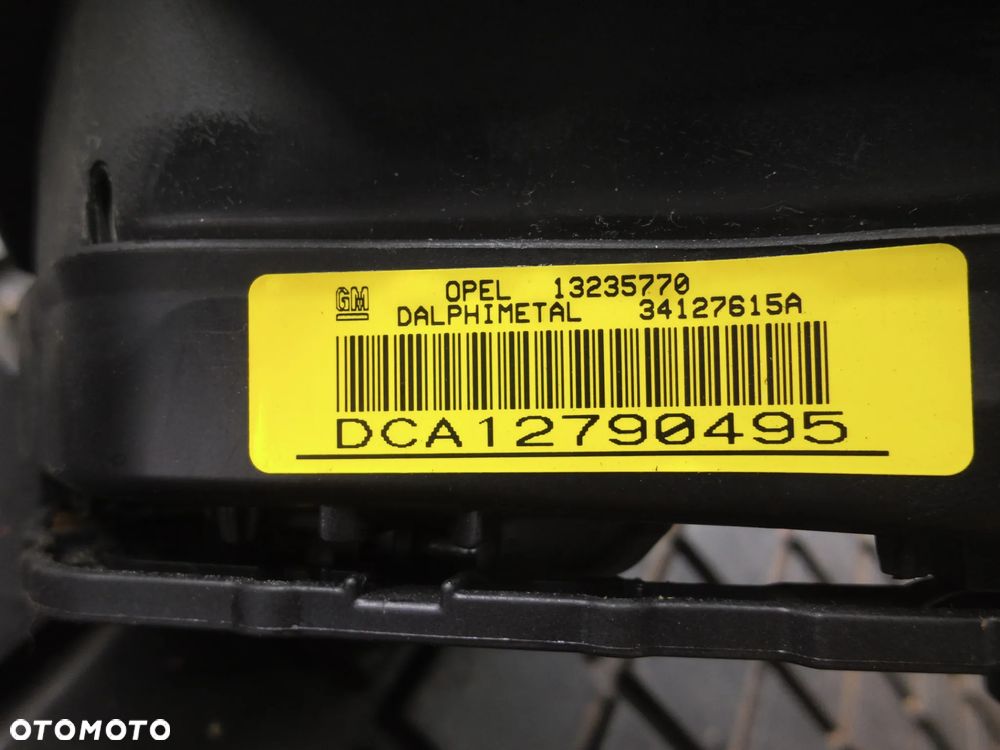 GM OPEL 13235770
DALPHIMETAL 34127615A
DCA12790495
OTOMOTO